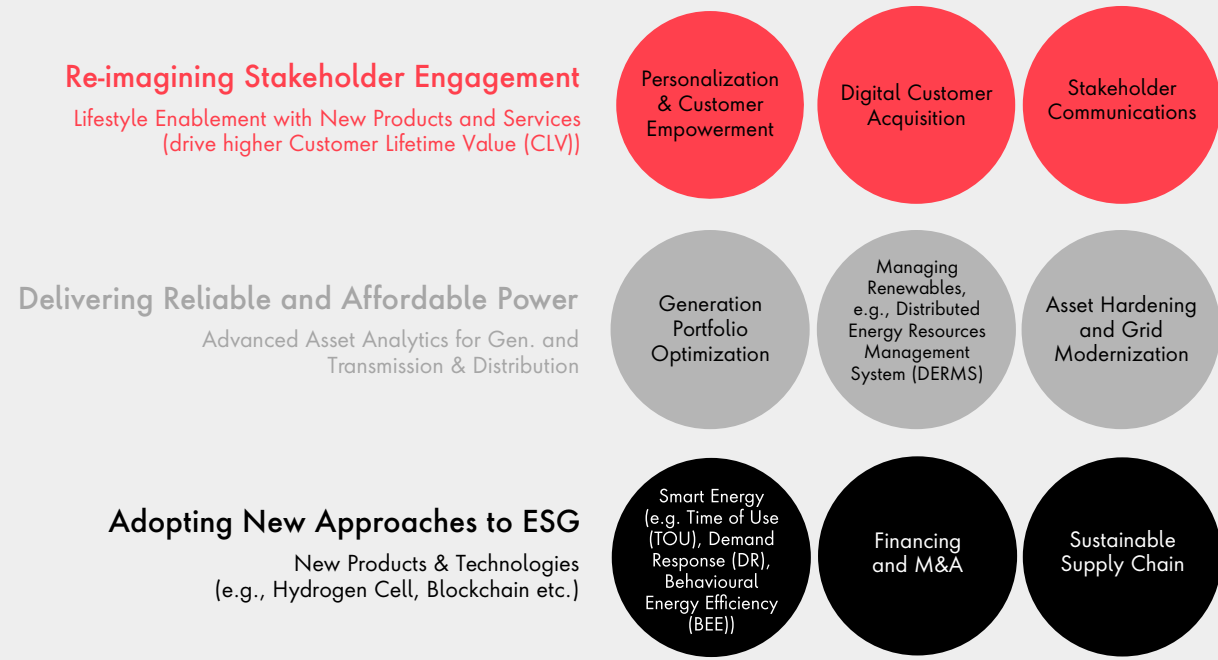 Re-imagining Stakeholder Engagement
Lifestyle Enablement with New Products and Services
(drive higher Customer Lifetime Value (CLV))
Personalization
& Customer
Empowerment
Digital Customer
Acquisition
Stakeholder
Communications
Delivering Reliable and Affordable Power
Advanced Asset Analytics for Gen. and
Transmission & Distribution
Generation
Portfolio
Optimization
Managing
Renewables,
e.g., Distributed
Energy Resources
Management
System (DERMS)
Asset Hardening
and Grid
Modernization
Adopting New Approaches to ESG
New Products & Technologies
(e.g., Hydrogen Cell, Blockchain etc.)
Smart Energy
(e.g. Time of Use
(TOU), Demand
Response (DR),
Behavioural
Energy Efficiency
(BEE))
Financing
and M&A
Sustainable
Supply Chain